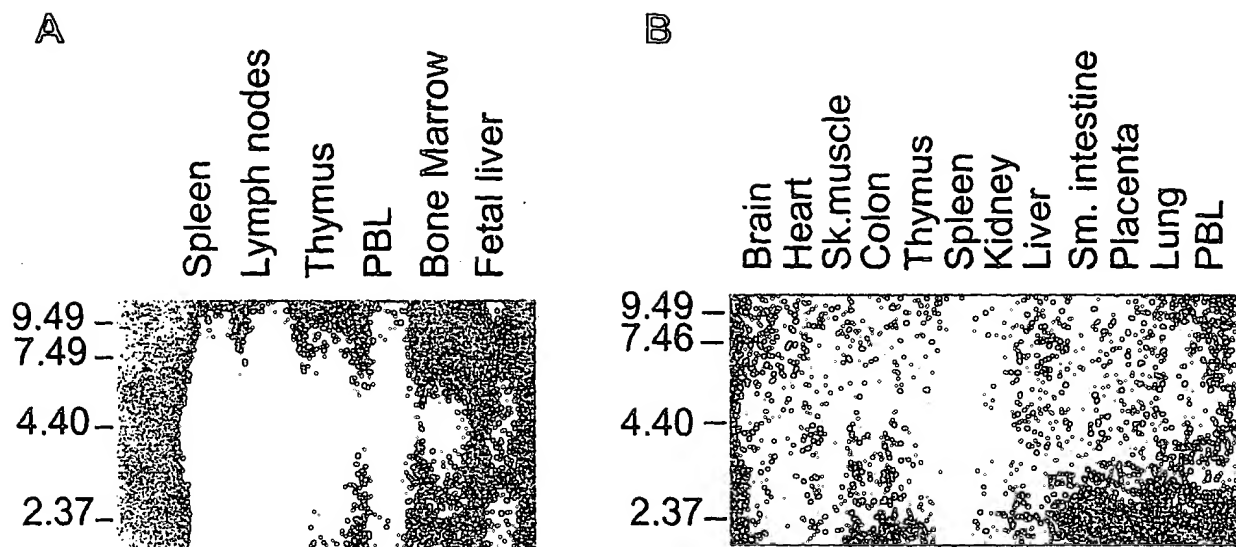 A
Spleen
Lymph nodes
Thymus
PBL
Bone Marrow
Fetal liver
9.49
7.49
4.40
2.37
B
Brain
Heart
Sk.muscle
Colon
Thymus
Spleen
Kidney
Liver
Sm. intestine
Placenta
Lung
PBL
9.49
7.46
4.40
2.37